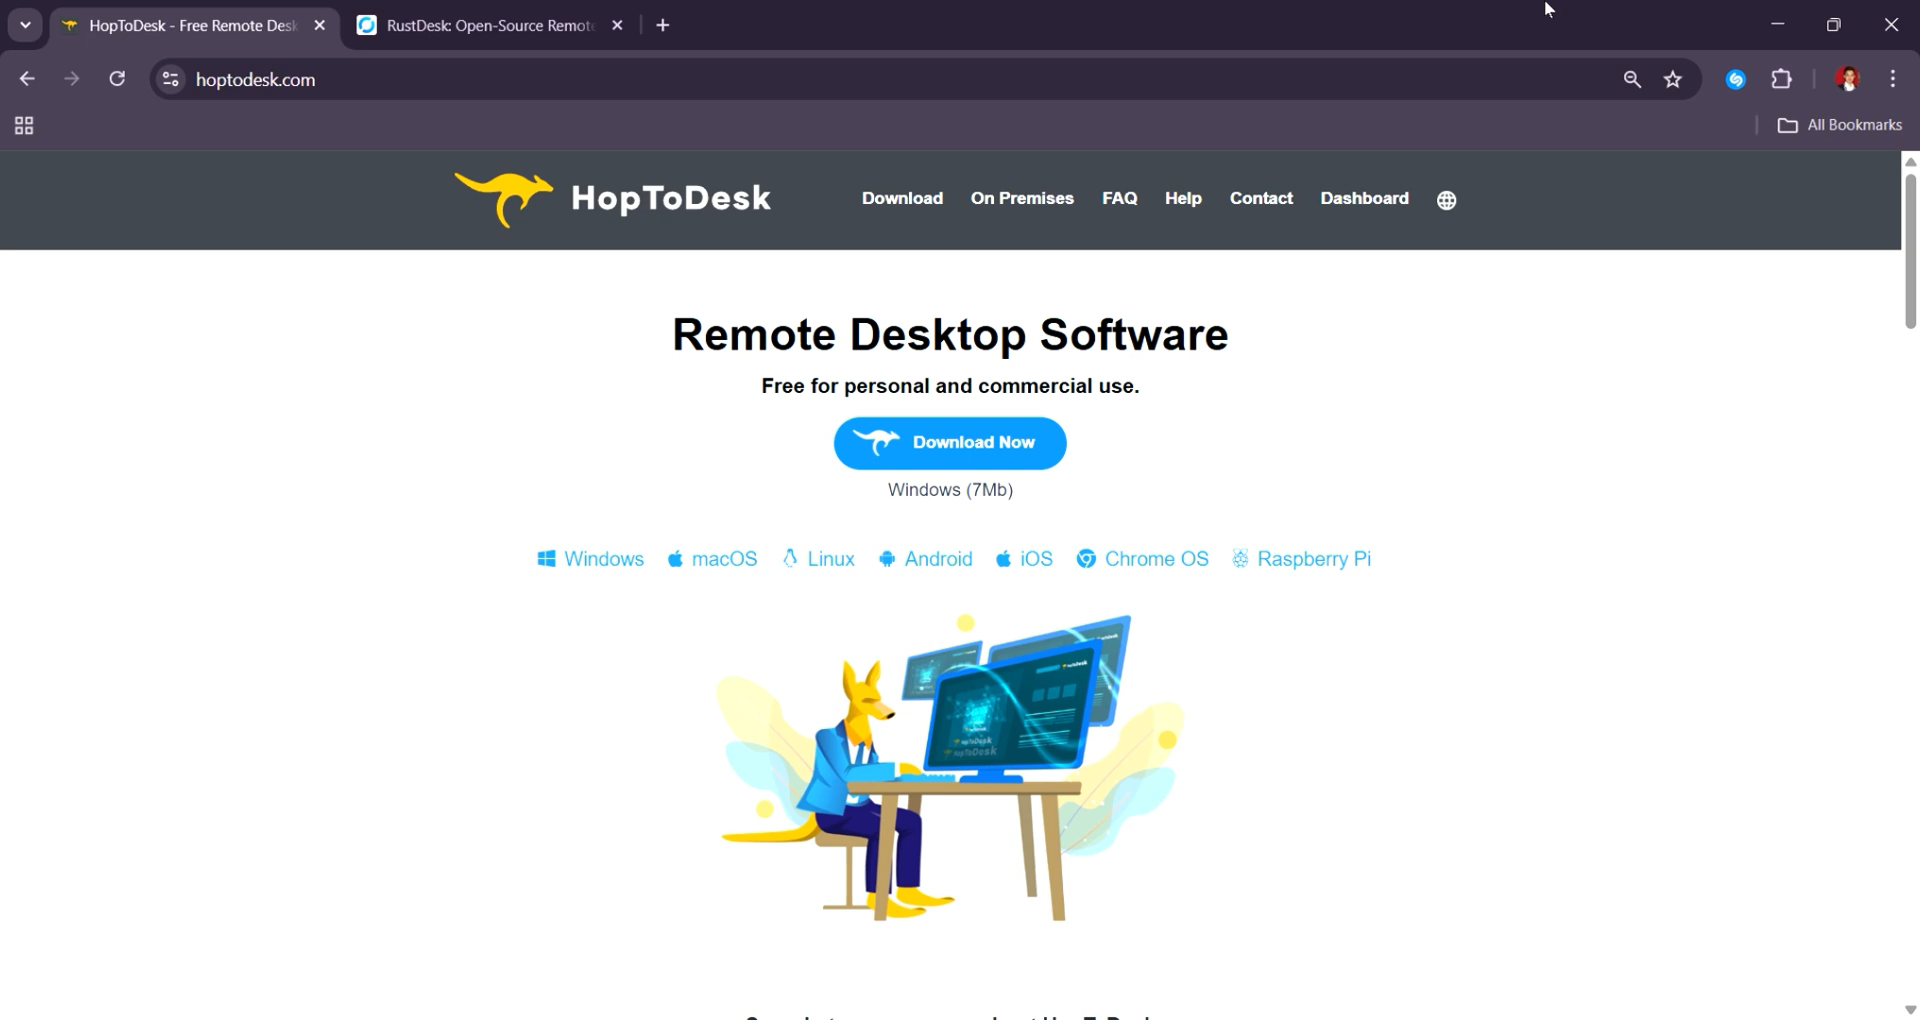 HopToDesk - Free Remote Desk
RustDesk: Open-Source Remote
hoptodesk.com
All Bookmarks
HopToDesk
Download On Premises FAQ Help Contact Dashboard
Remote Desktop Software
Free for personal and commercial use.
Download Now
Windows (7Mb)
Windows macOS Linux Android iOS Chrome OS Raspberry Pi
HopToDesk
HopToDesk